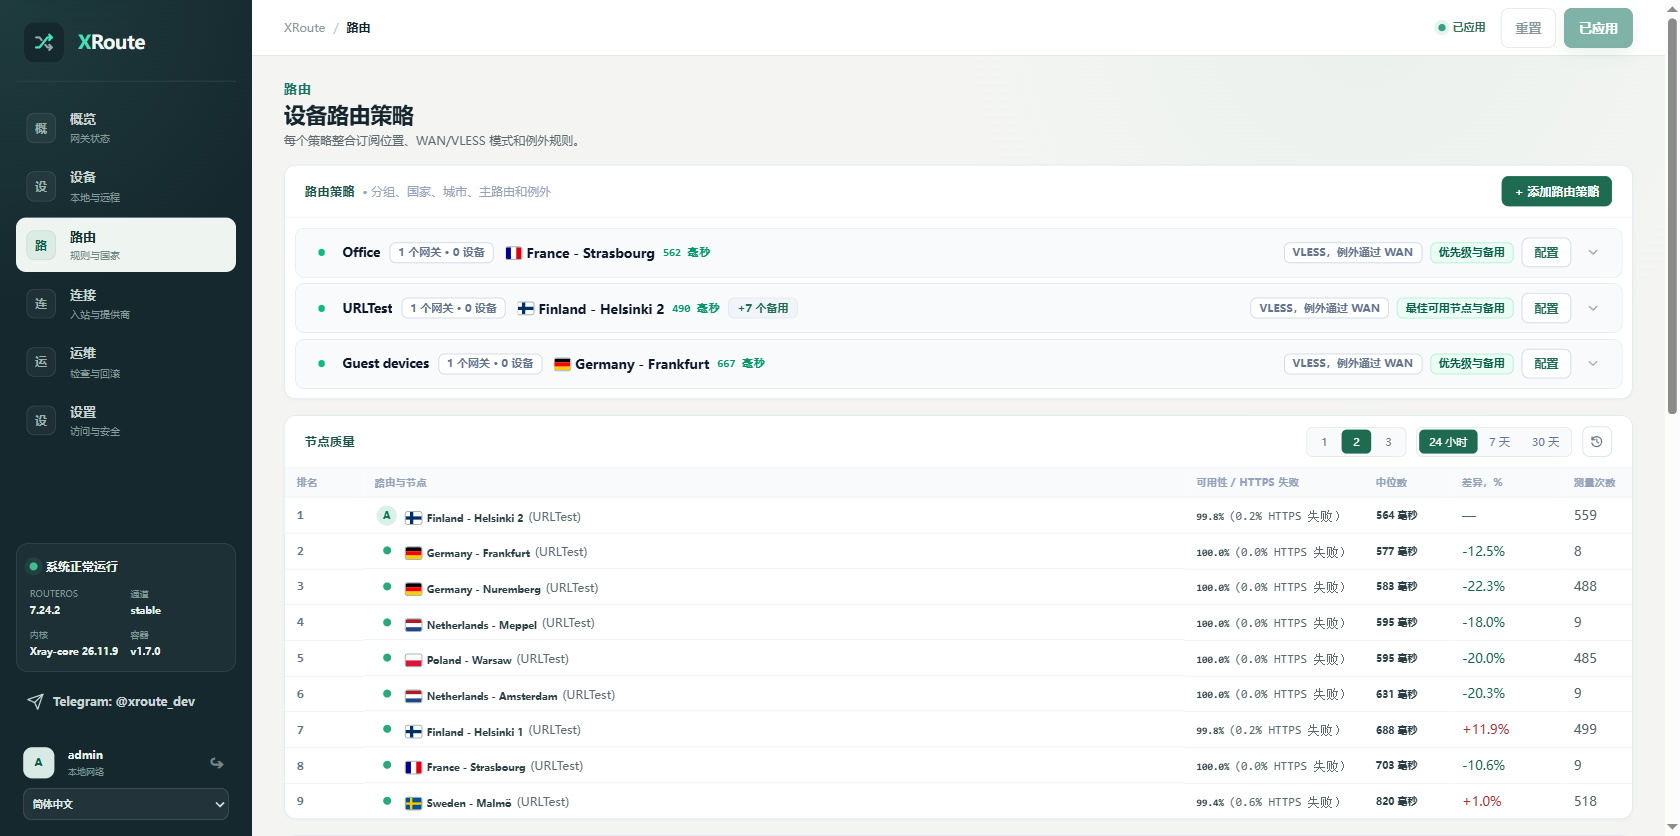 XRoute
概
概览
网关状态
设
设备
本地与远程
路
路由
规则与国家
连
连接
入站与提供商
运
运维
检查与回滚
设
设置
访问与安全
系统正常运行
ROUTEROS
通道
7.24.2
stable
内核
容器
Xray-core 26.11.9
v1.7.0
Telegram: @xroute_dev
A
admin
本地网络
简体中文
XRoute / 路由
已应用
重置
已应用
路由
设备路由策略
每个策略整合订阅位置、WAN/VLESS 模式和例外规则。
路由策略 • 分组、国家、城市、主路由和例外
+ 添加路由策略
Office 1 个网关 • 0 设备 France - Strasbourg 562 毫秒 VLESS，例外通过 WAN 优先级与备用 配置
URLTest 1 个网关 • 0 设备 Finland - Helsinki 2 490 毫秒 +7 个备用 VLESS，例外通过 WAN 最佳可用节点与备用 配置
Guest devices 1 个网关 • 0 设备 Germany - Frankfurt 667 毫秒 VLESS，例外通过 WAN 优先级与备用 配置
节点质量
1 2 3 24 小时 7 天 30 天
排名 路由与节点 可用性 / HTTPS 失败 中位数 差异，% 测量次数
1 A Finland - Helsinki 2 (URLTest) 99.8% (0.2% HTTPS 失败) 564 毫秒 — 559
2 Germany - Frankfurt (URLTest) 100.0% (0.0% HTTPS 失败) 577 毫秒 -12.5% 8
3 Germany - Nuremberg (URLTest) 100.0% (0.0% HTTPS 失败) 583 毫秒 -22.3% 488
4 Netherlands - Meppel (URLTest) 100.0% (0.0% HTTPS 失败) 595 毫秒 -18.0% 9
5 Poland - Warsaw (URLTest) 100.0% (0.0% HTTPS 失败) 595 毫秒 -20.0% 485
6 Netherlands - Amsterdam (URLTest) 100.0% (0.0% HTTPS 失败) 631 毫秒 -20.3% 9
7 Finland - Helsinki 1 (URLTest) 99.8% (0.2% HTTPS 失败) 688 毫秒 +11.9% 499
8 France - Strasbourg (URLTest) 100.0% (0.0% HTTPS 失败) 703 毫秒 -10.6% 9
9 Sweden - Malmö (URLTest) 99.4% (0.6% HTTPS 失败) 820 毫秒 +1.0% 518